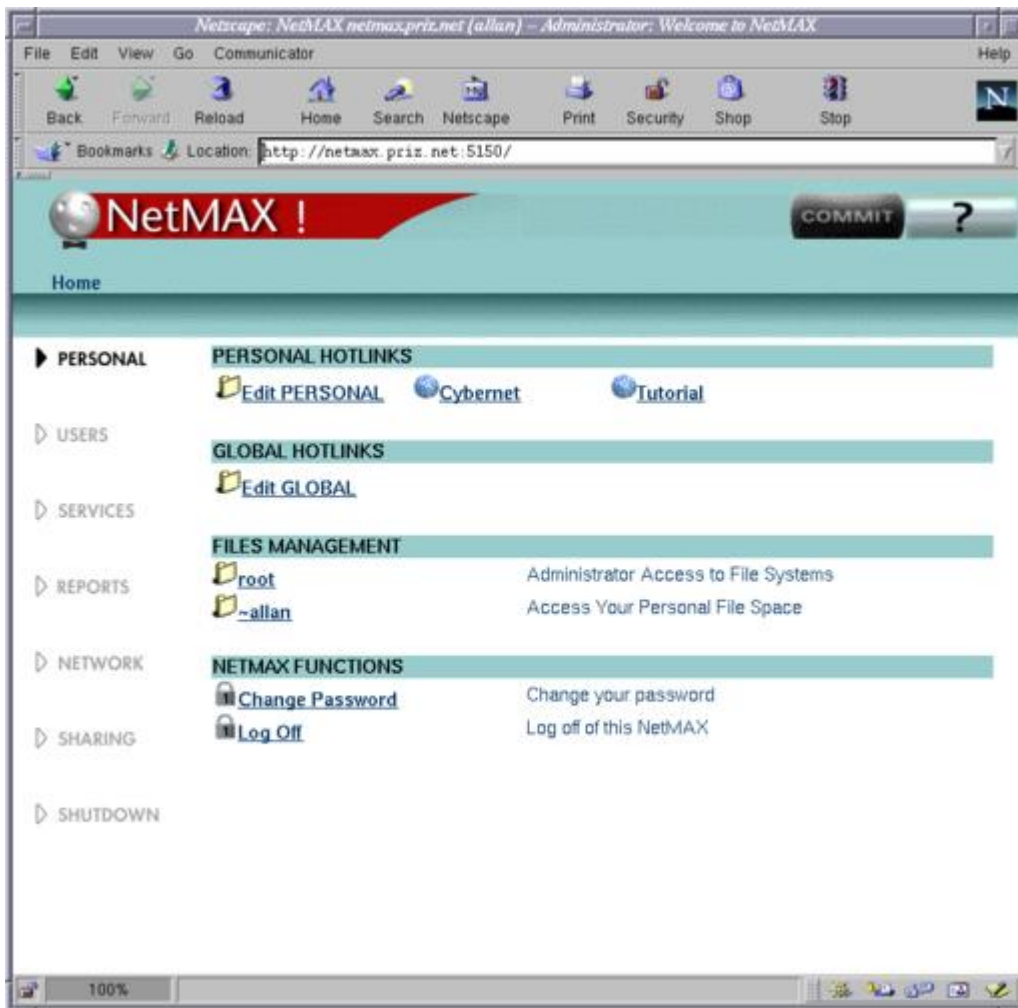 Netscape: NetMAX netmax.priz.net (allan) – Administrator: Welcome to NetMAX
File Edit View Go Communicator Help
Back Forward Reload Home Search Netscape Print Security Shop Stop
N
Bookmarks Location: http://netmax.priz.net:5150/
NetMAX !
COMMIT ?
Home
PERSONAL
USERS
SERVICES
REPORTS
NETWORK
SHARING
SHUTDOWN
PERSONAL HOTLINKS
Edit PERSONAL Cybernet Tutorial
GLOBAL HOTLINKS
Edit GLOBAL
FILES MANAGEMENT
root Administrator Access to File Systems
~allan Access Your Personal File Space
NETMAX FUNCTIONS
Change Password Change your password
Log Off Log off of this NetMAX
100%